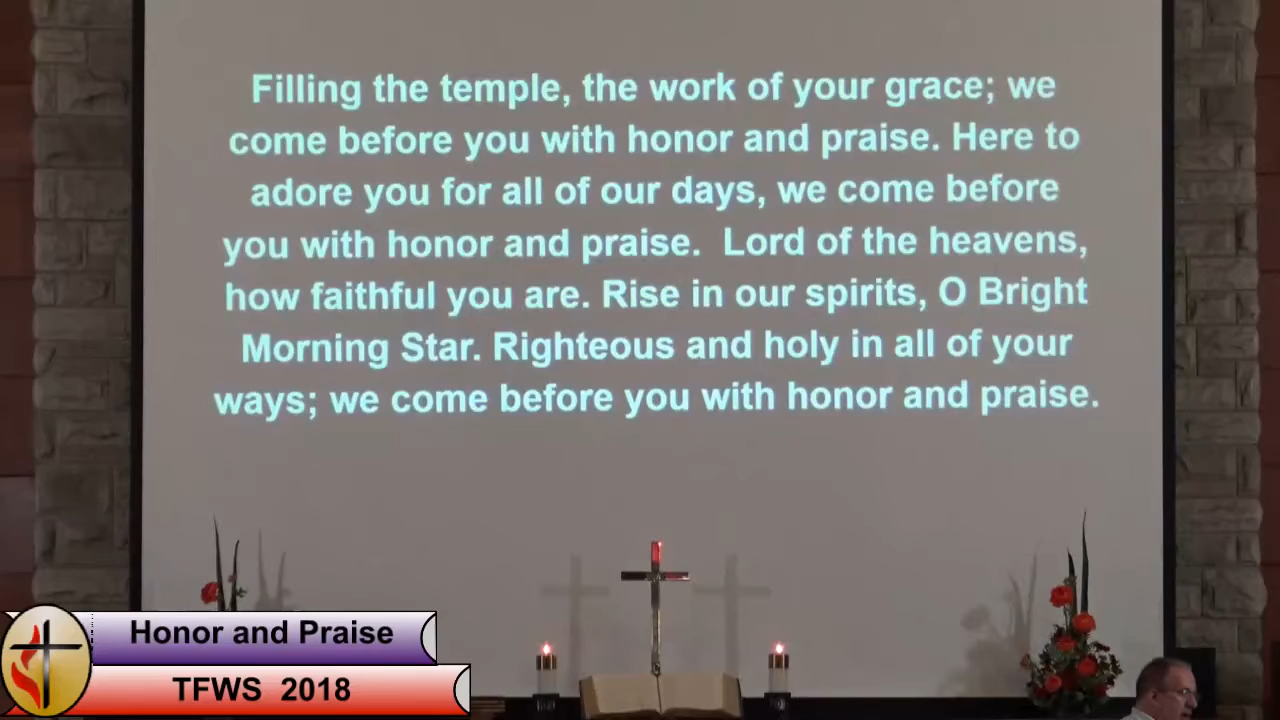 Filling the temple, the work of your grace; we
come before you with honor and praise. Here to
adore you for all of our days, we come before
you with honor and praise.  Lord of the heavens,
how faithful you are. Rise in our spirits, O Bright
Morning Star. Righteous and holy in all of your
ways; we come before you with honor and praise.
Honor and Praise
TFWS  2018